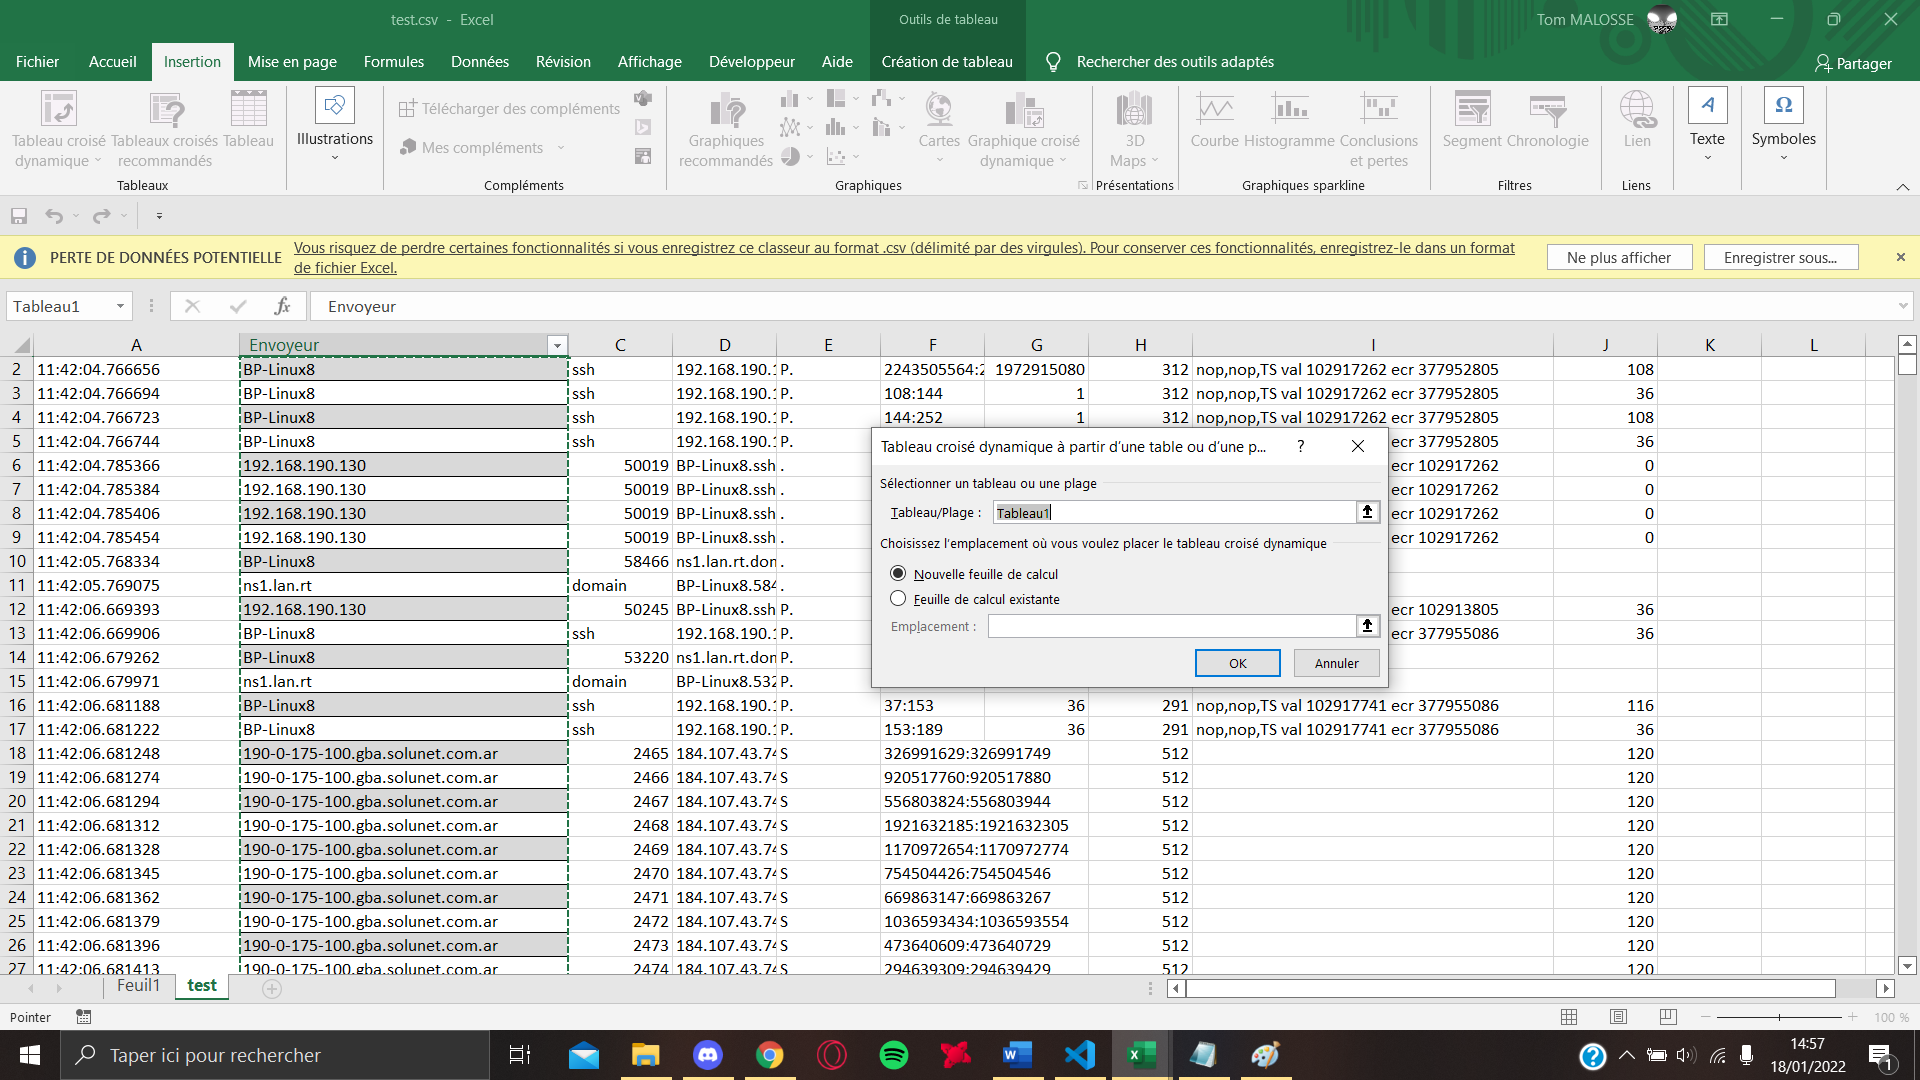 test.csv - Excel
Outils de tableau
Tom MALOSSE
Fichier Accueil Insertion Mise en page Formules Données Révision Affichage Développeur Aide Création de tableau Rechercher des outils adaptés Partager
Tableau croisé dynamique
Tableaux croisés recommandés
Tableau
Tableaux
Illustrations
Télécharger des compléments
Mes compléments
Compléments
Graphiques recommandés
Cartes
Graphique croisé dynamique
Graphiques
3D Maps
Présentations
Courbe Histogramme Conclusions et pertes
Graphiques sparkline
Segment Chronologie
Filtres
Lien
Liens
Texte
Symboles
PERTE DE DONNÉES POTENTIELLE
Vous risquez de perdre certaines fonctionnalités si vous enregistrez ce classeur au format .csv (délimité par des virgules). Pour conserver ces fonctionnalités, enregistrez-le dans un format
de fichier Excel.
Ne plus afficher
Enregistrer sous...
Tableau1
fx
Envoyeur
A Envoyeur C D E F G H I J K L
2 11:42:04.766656 BP-Linux8 ssh 192.168.190.1 P. 2243505564:2 1972915080 312 nop,nop,TS val 102917262 ecr 377952805 108
3 11:42:04.766694 BP-Linux8 ssh 192.168.190.1 P. 108:144 1 312 nop,nop,TS val 102917262 ecr 377952805 36
4 11:42:04.766723 BP-Linux8 ssh 192.168.190.1 P. 144:252 1 312 nop,nop,TS val 102917262 ecr 377952805 108
5 11:42:04.766744 BP-Linux8 ssh 192.168.190.1 P. ecr 377952805 36
6 11:42:04.785366 192.168.190.130 50019 BP-Linux8.ssh . ecr 102917262 0
7 11:42:04.785384 192.168.190.130 50019 BP-Linux8.ssh . ecr 102917262 0
8 11:42:04.785406 192.168.190.130 50019 BP-Linux8.ssh . ecr 102917262 0
9 11:42:04.785454 192.168.190.130 50019 BP-Linux8.ssh . ecr 102917262 0
10 11:42:05.768334 BP-Linux8 58466 ns1.lan.rt.don .
11 11:42:05.769075 ns1.lan.rt domain BP-Linux8.584 .
12 11:42:06.669393 192.168.190.130 50245 BP-Linux8.ssh P. ecr 102913805 36
13 11:42:06.669906 BP-Linux8 ssh 192.168.190.1 P. ecr 377955086 36
14 11:42:06.679262 BP-Linux8 53220 ns1.lan.rt.don P.
15 11:42:06.679971 ns1.lan.rt domain BP-Linux8.532 P.
16 11:42:06.681188 BP-Linux8 ssh 192.168.190.1 P. 37:153 36 291 nop,nop,TS val 102917741 ecr 377955086 116
17 11:42:06.681222 BP-Linux8 ssh 192.168.190.1 P. 153:189 36 291 nop,nop,TS val 102917741 ecr 377955086 36
18 11:42:06.681248 190-0-175-100.gba.solunet.com.ar 2465 184.107.43.74 S 326991629:326991749 512 120
19 11:42:06.681274 190-0-175-100.gba.solunet.com.ar 2466 184.107.43.74 S 920517760:920517880 512 120
20 11:42:06.681294 190-0-175-100.gba.solunet.com.ar 2467 184.107.43.74 S 556803824:556803944 512 120
21 11:42:06.681312 190-0-175-100.gba.solunet.com.ar 2468 184.107.43.74 S 1921632185:1921632305 512 120
22 11:42:06.681328 190-0-175-100.gba.solunet.com.ar 2469 184.107.43.74 S 1170972654:1170972774 512 120
23 11:42:06.681345 190-0-175-100.gba.solunet.com.ar 2470 184.107.43.74 S 754504426:754504546 512 120
24 11:42:06.681362 190-0-175-100.gba.solunet.com.ar 2471 184.107.43.74 S 669863147:669863267 512 120
25 11:42:06.681379 190-0-175-100.gba.solunet.com.ar 2472 184.107.43.74 S 1036593434:1036593554 512 120
26 11:42:06.681396 190-0-175-100.gba.solunet.com.ar 2473 184.107.43.74 S 473640609:473640729 512 120
27 11:42:06.681413 190-0-175-100.gba.solunet.com.ar 2474 184.107.43.74 S 294639309:294639429 512 120
Tableau croisé dynamique à partir d'une table ou d'une p... ?
Sélectionner un tableau ou une plage
Tableau/Plage : Tableau1
Choisissez l'emplacement où vous voulez placer le tableau croisé dynamique
Nouvelle feuille de calcul
Feuille de calcul existante
Emplacement :
OK Annuler
Feuil1 test
Pointer
100 %
Taper ici pour rechercher
14:57
18/01/2022
1